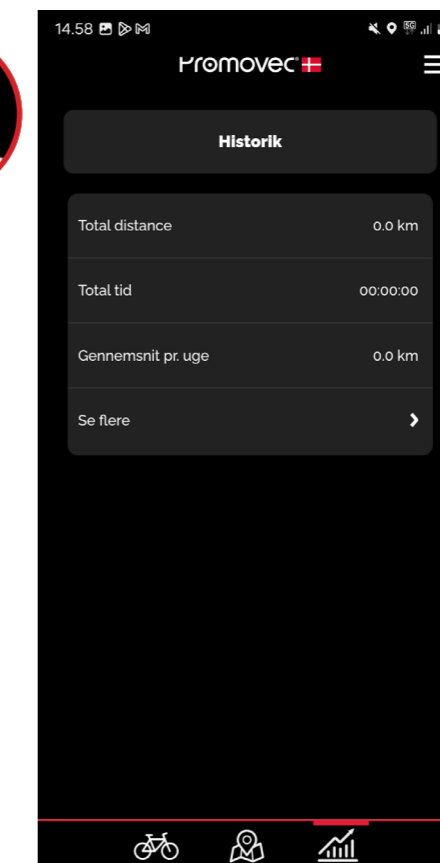 14.58
5G
Promovec
Historik
Total distance 0.0 km
Total tid 00:00:00
Gennemsnit pr. uge 0.0 km
Se flere